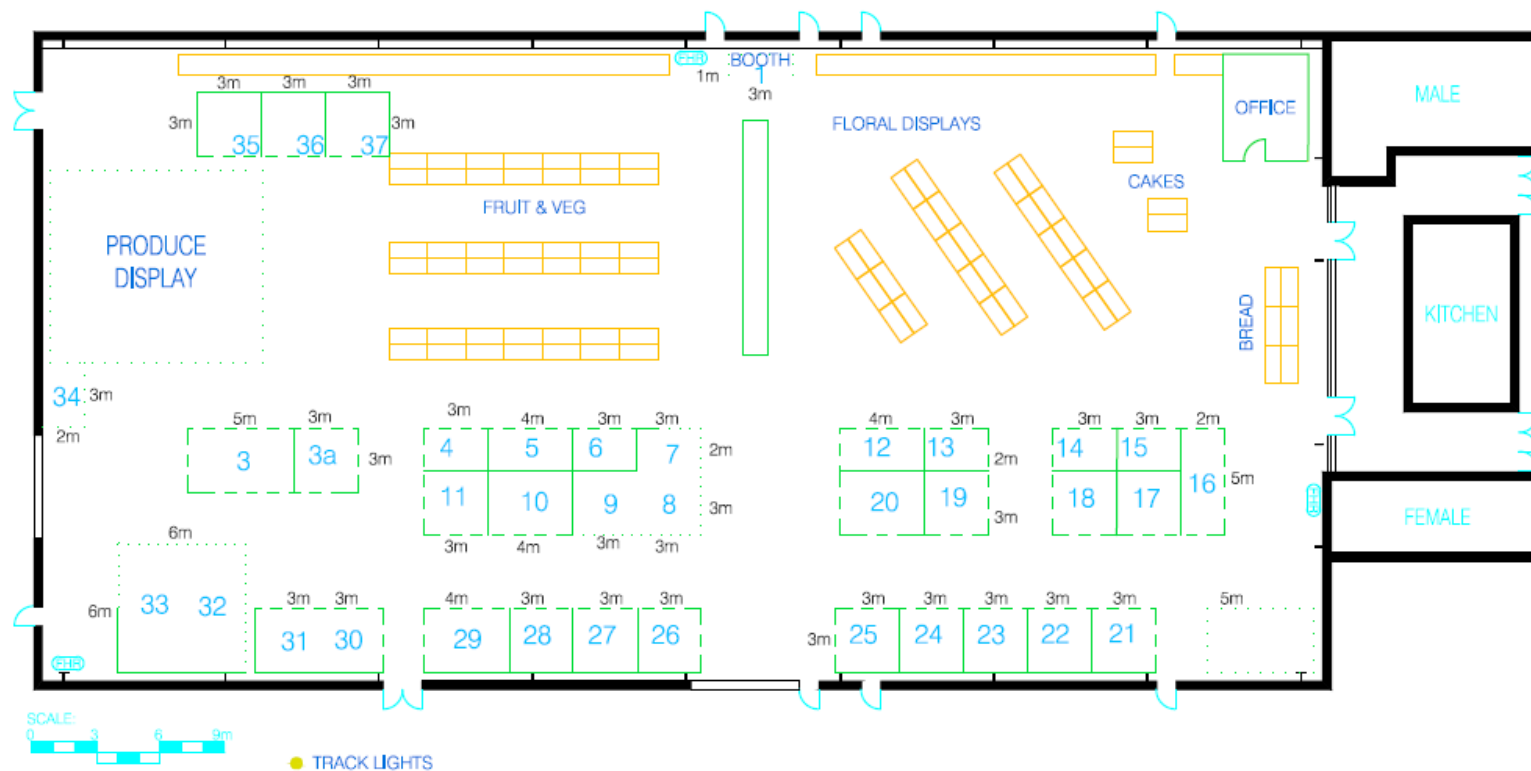 FHR
BOOTH
1
1m
3m
3m 3m 3m
3m
3m
35 36 37
FLORAL DISPLAYS
OFFICE
MALE
CAKES
FRUIT & VEG
PRODUCE
DISPLAY
BREAD
KITCHEN
34
3m
2m
5m 3m
3 3a
3m
3m 4m 3m 3m
4 5 6 7
2m
11 10 9 8
3m
3m 4m 3m 3m
4m 3m
12 13
2m
20 19
3m
3m 3m 2m
14 15
16
5m
18 17
FHR
FEMALE
6m
33 32
6m
3m 3m
31 30
4m 3m 3m 3m
29 28 27 26
3m 3m 3m 3m 3m
3m
25 24 23 22 21
5m
FHR
SCALE:
0 3 6 9m
TRACK LIGHTS